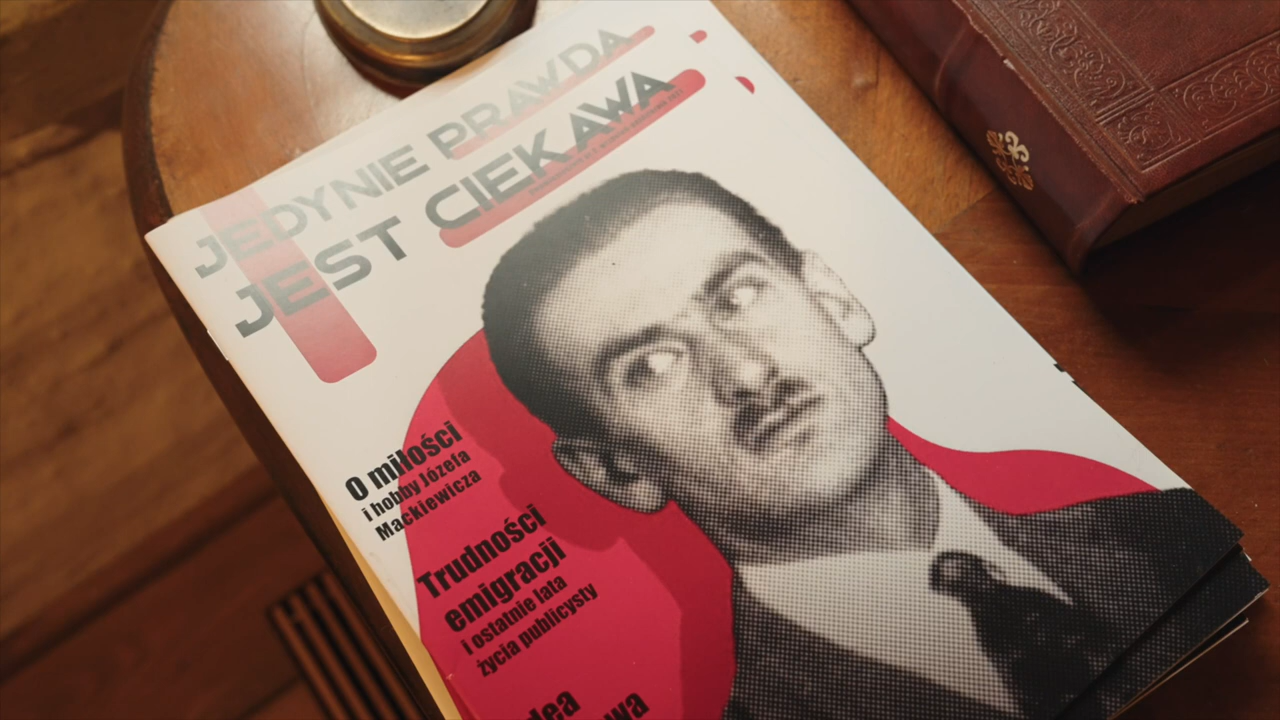 JEDYNIE PRAWDA
JEST CIEKAWA
O miłości
i hobby Józefa
Mackiewicza
Trudności
emigracji
i ostatnie lata
życia publicysty